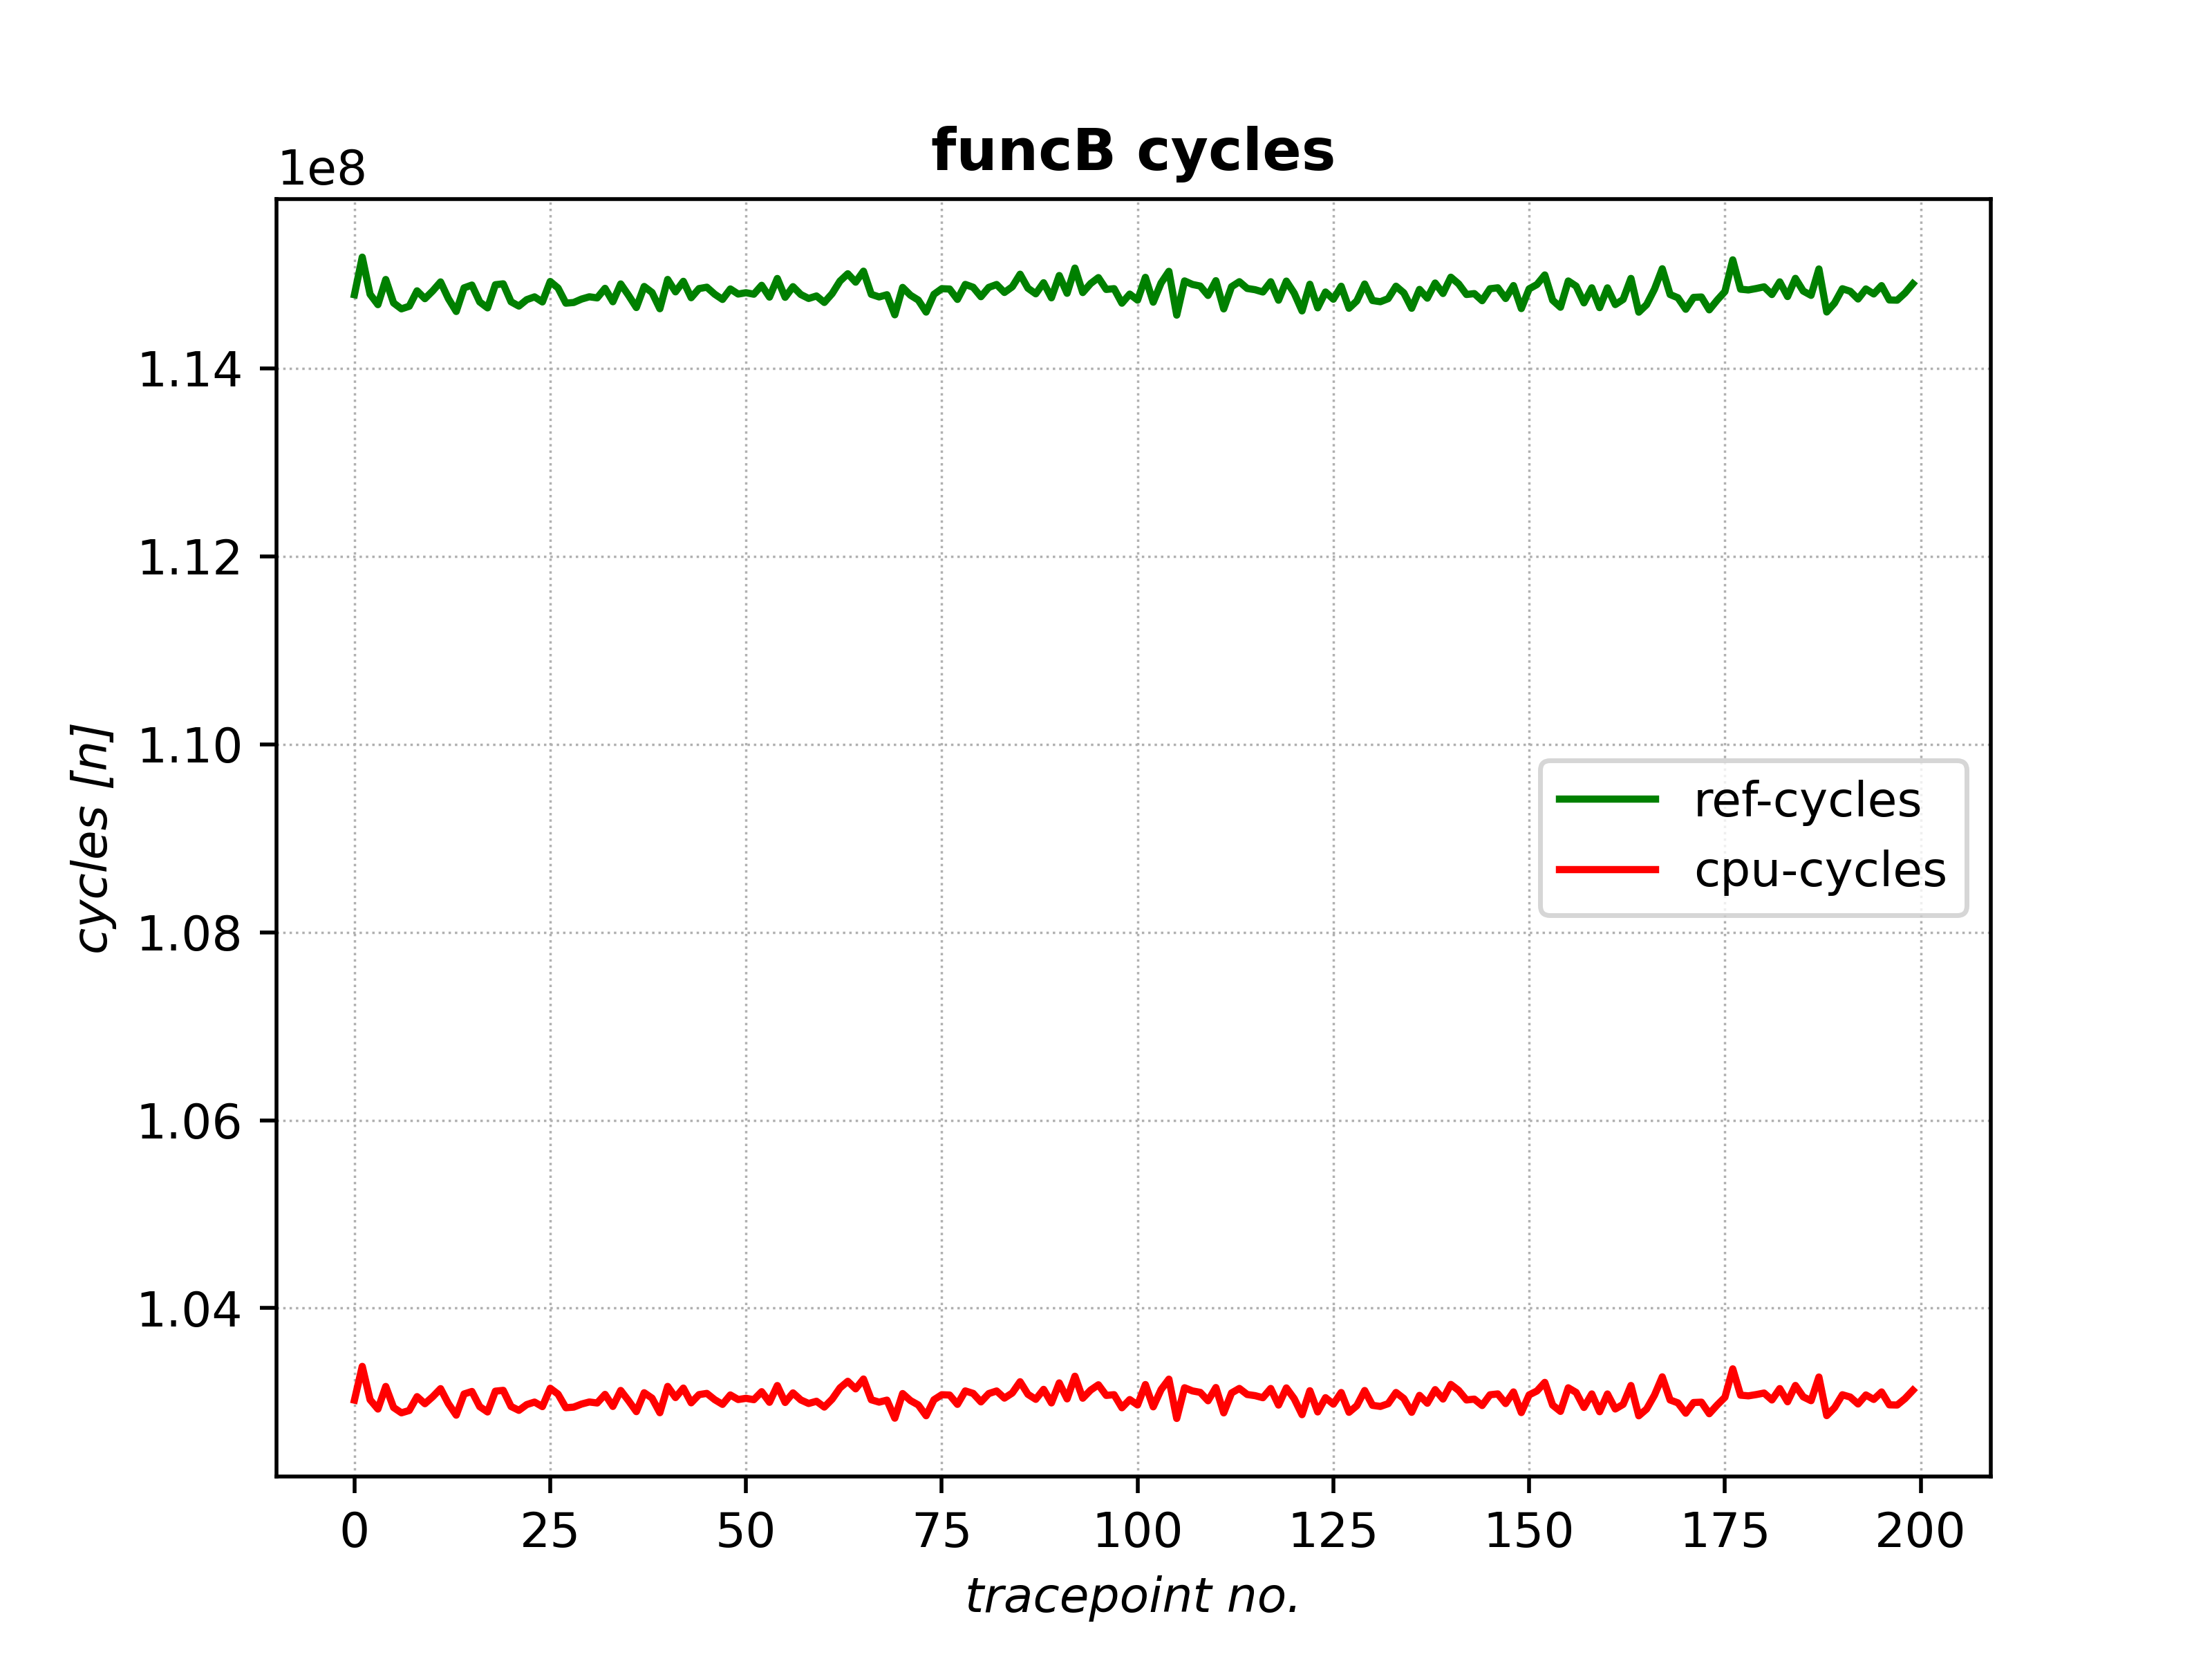 funcB cycles
1e8
1.14
1.12
1.10
1.08
1.06
1.04
cycles [n]
ref-cycles
cpu-cycles
0 25 50 75 100 125 150 175 200
tracepoint no.